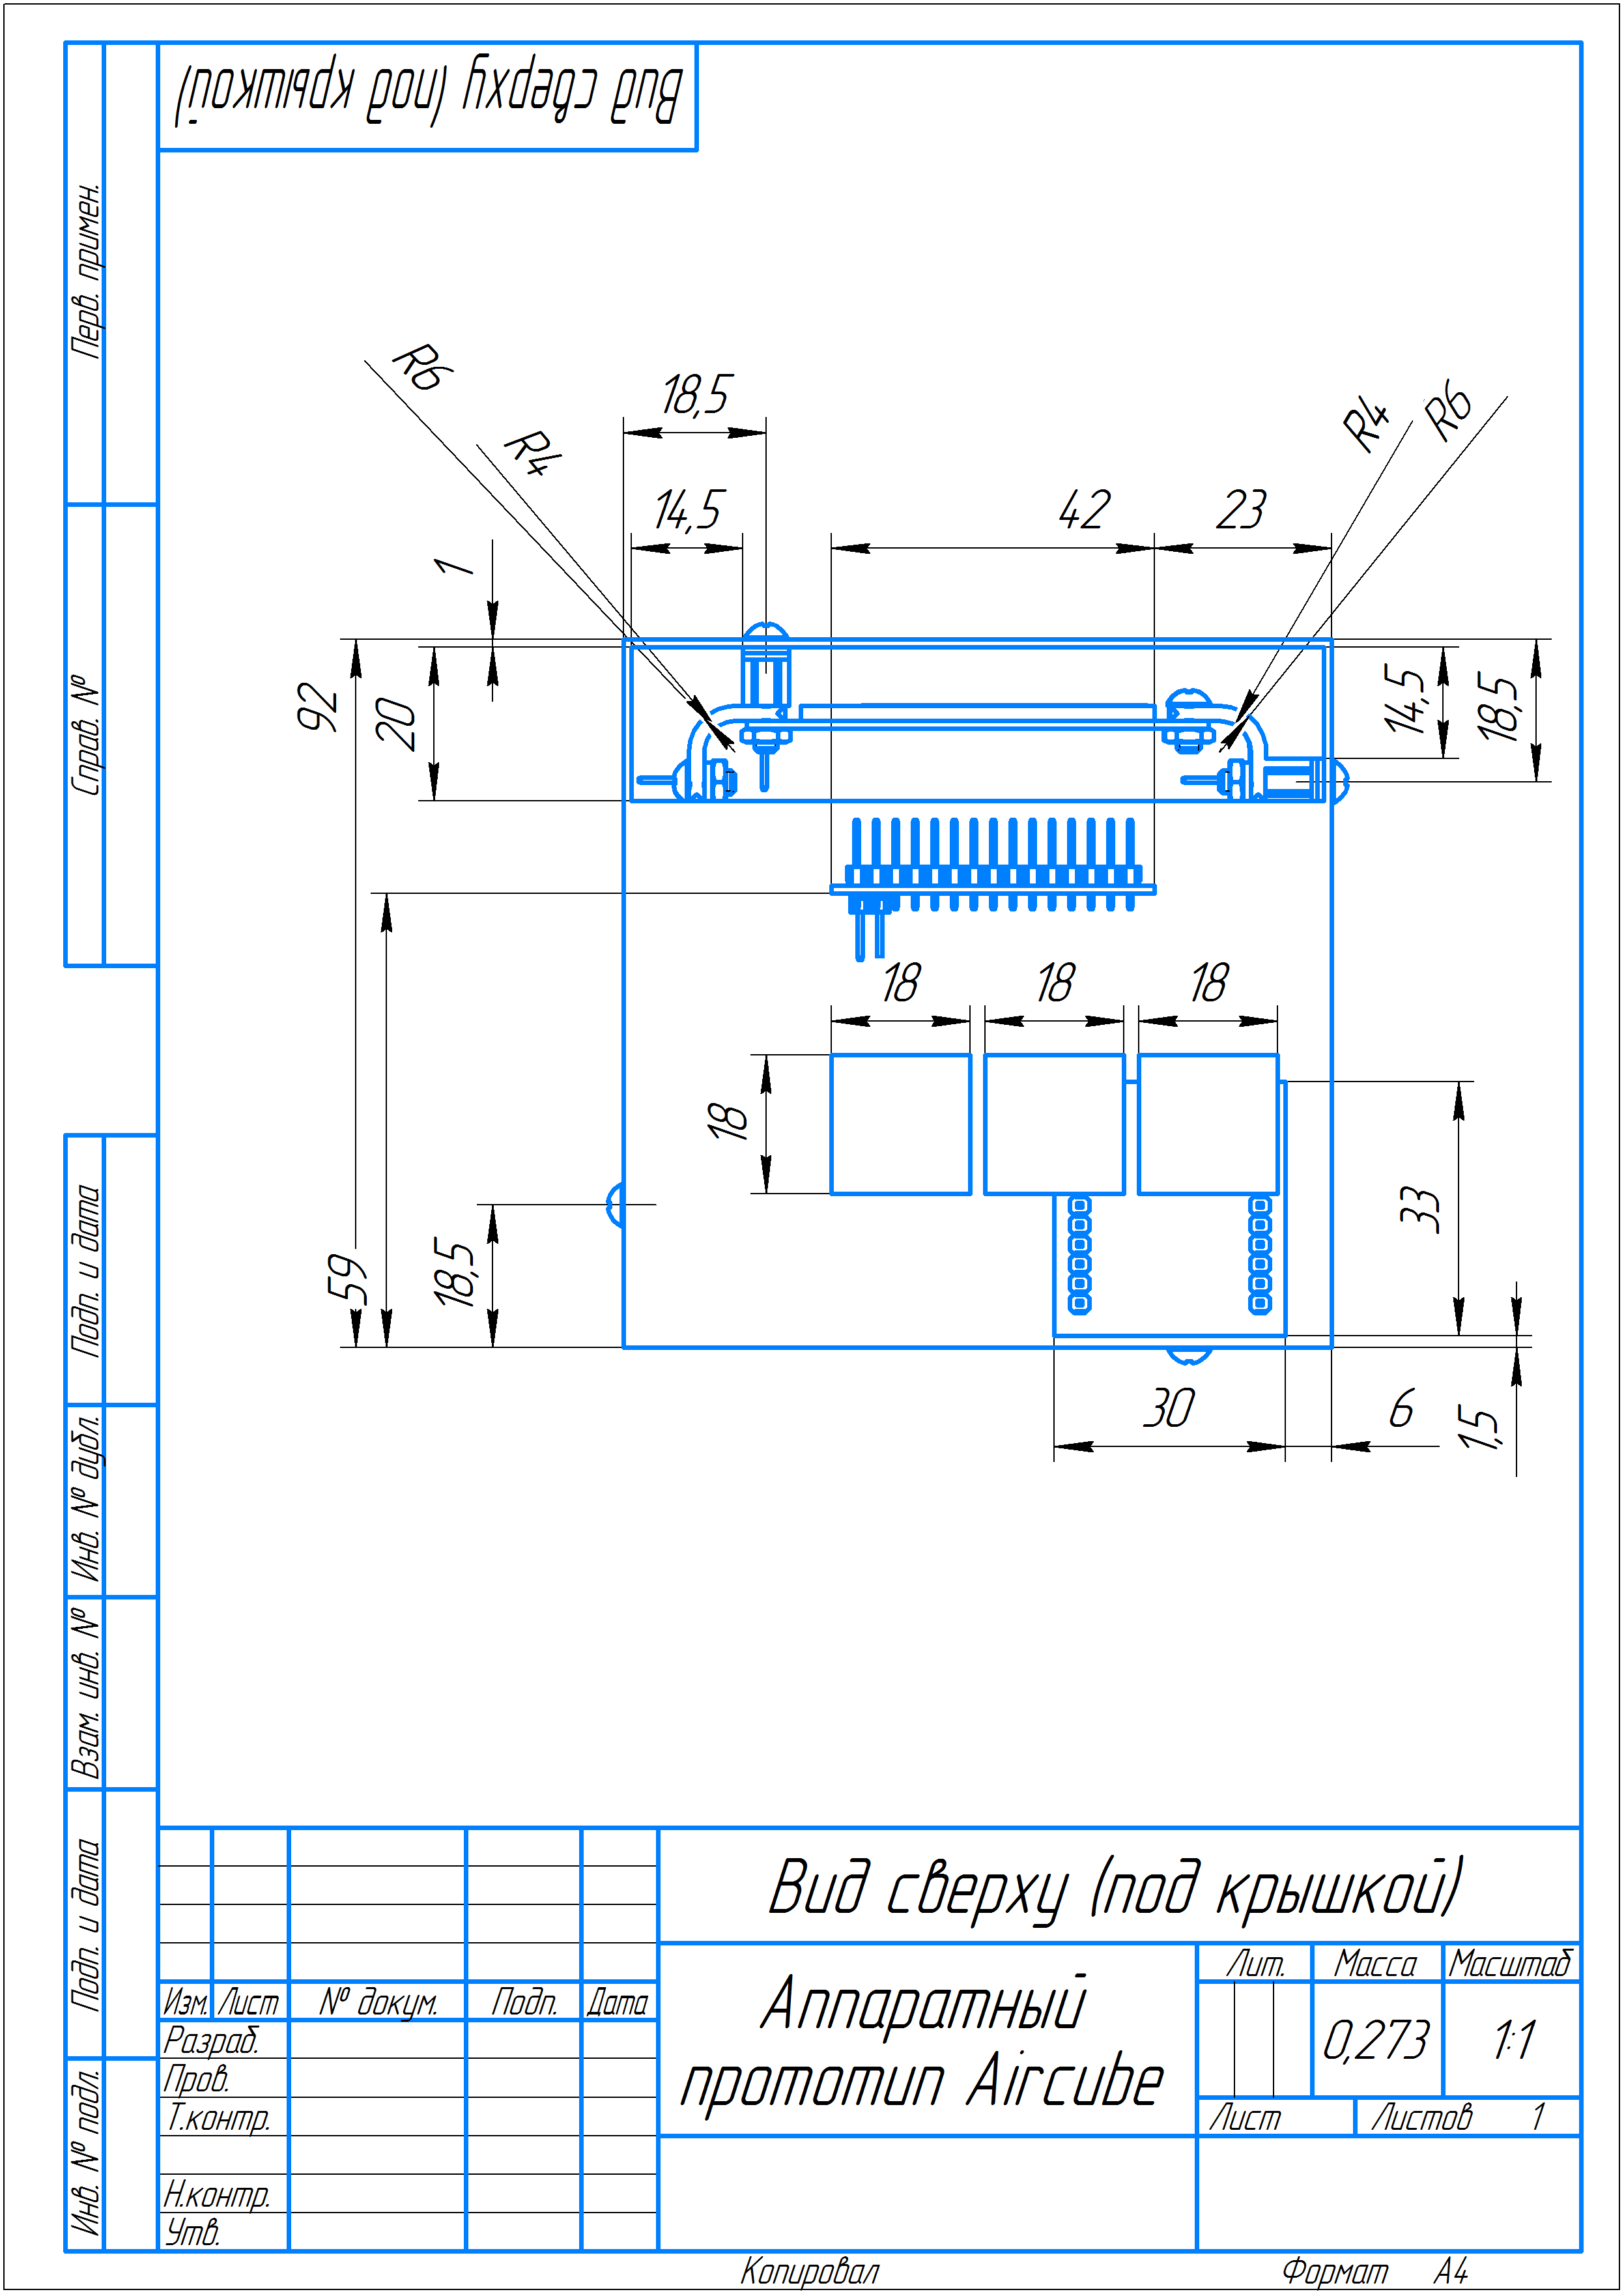 Вид сверху (под крыткой)
Перв. примен.
Справ. №
Подп. и дата
Инв. № дубл.
Взам. инв. №
Подп. и дата
Инв. № подл.
R6
R4
R4
R6
18,5
14,5
42
23
1
92
20
14,5
18,5
18
18
18
18
33
59
18,5
30
6
1,5
Вид сверху (под крышкой)
Аппаратный
прототип Aircube
Лит.
Масса
Масштаб
0,273
1:1
Лист
Листов 1
Изм.
Лист
№ докум.
Подп.
Дата
Разраб.
Пров.
Т.контр.
Н.контр.
Утв.
Копировал
Формат A4